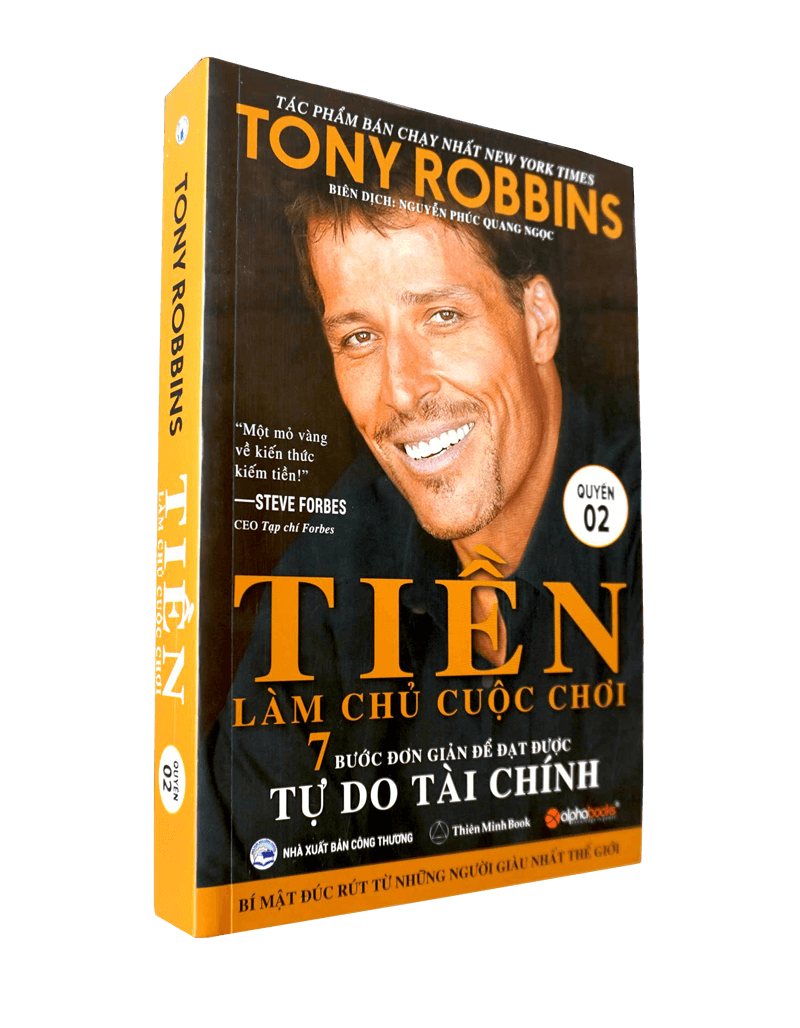 TÁC PHẨM BÁN CHẠY NHẤT NEW YORK TIMES
TONY ROBBINS
BIÊN DỊCH: NGUYỄN PHÚC QUANG NGỌC
“Một mỏ vàng
về kiến thức
kiếm tiền!”
—STEVE FORBES
CEO Tạp chí Forbes
QUYỂN
02
TIỀN
LÀM CHỦ CUỘC CHƠI
7 BƯỚC ĐƠN GIẢN ĐỂ ĐẠT ĐƯỢC
TỰ DO TÀI CHÍNH
NHÀ XUẤT BẢN CÔNG THƯƠNG
Thiên Minh Book
alphabooks®
BÍ MẬT ĐÚC RÚT TỪ NHỮNG NGƯỜI GIÀU NHẤT THẾ GIỚI
TONY ROBBINS
TIỀN
LÀM CHỦ CUỘC CHƠI
QUYỂN
02